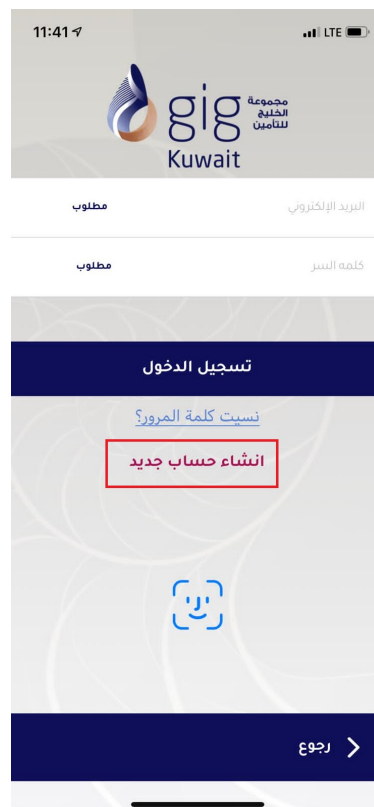 11:41
LTE
gig
مجموعة
الخليج
للتأمين
Kuwait
البريد الإلكتروني مطلوب
كلمه السر مطلوب
تسجيل الدخول
نسيت كلمة المرور؟
انشاء حساب جديد
رجوع